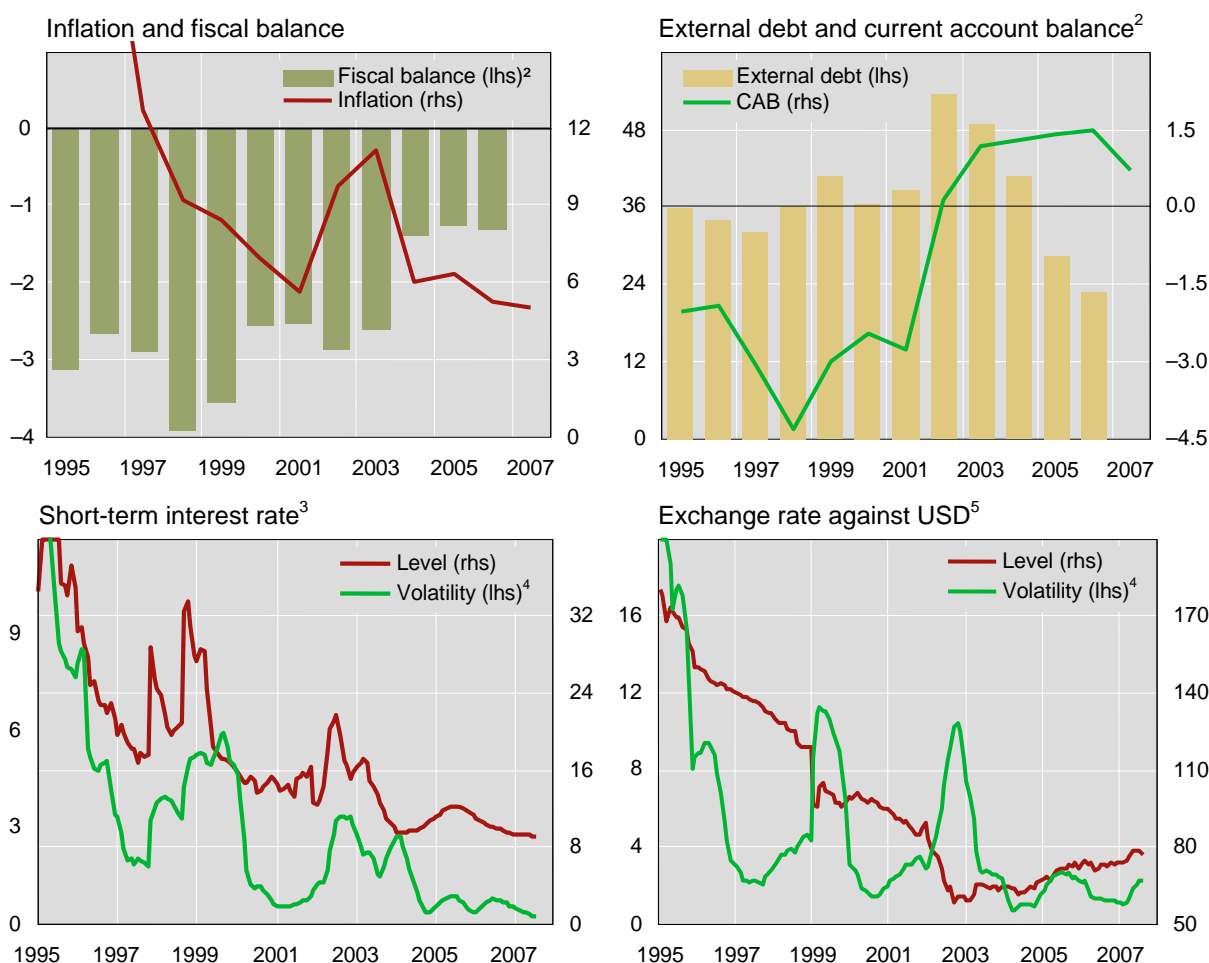 Inflation and fiscal balance
Fiscal balance (lhs)²
Inflation (rhs)
0
–1
–2
–3
–4
12
9
6
3
0
1995 1997 1999 2001 2003 2005 2007
External debt and current account balance²
External debt (lhs)
CAB (rhs)
48
36
24
12
0
1.5
0.0
–1.5
–3.0
–4.5
1995 1997 1999 2001 2003 2005 2007
Short-term interest rate³
Level (rhs)
Volatility (lhs)⁴
9
6
3
0
32
24
16
8
0
1995 1997 1999 2001 2003 2005 2007
Exchange rate against USD⁵
Level (rhs)
Volatility (lhs)⁴
16
12
8
4
0
170
140
110
80
50
1995 1997 1999 2001 2003 2005 2007